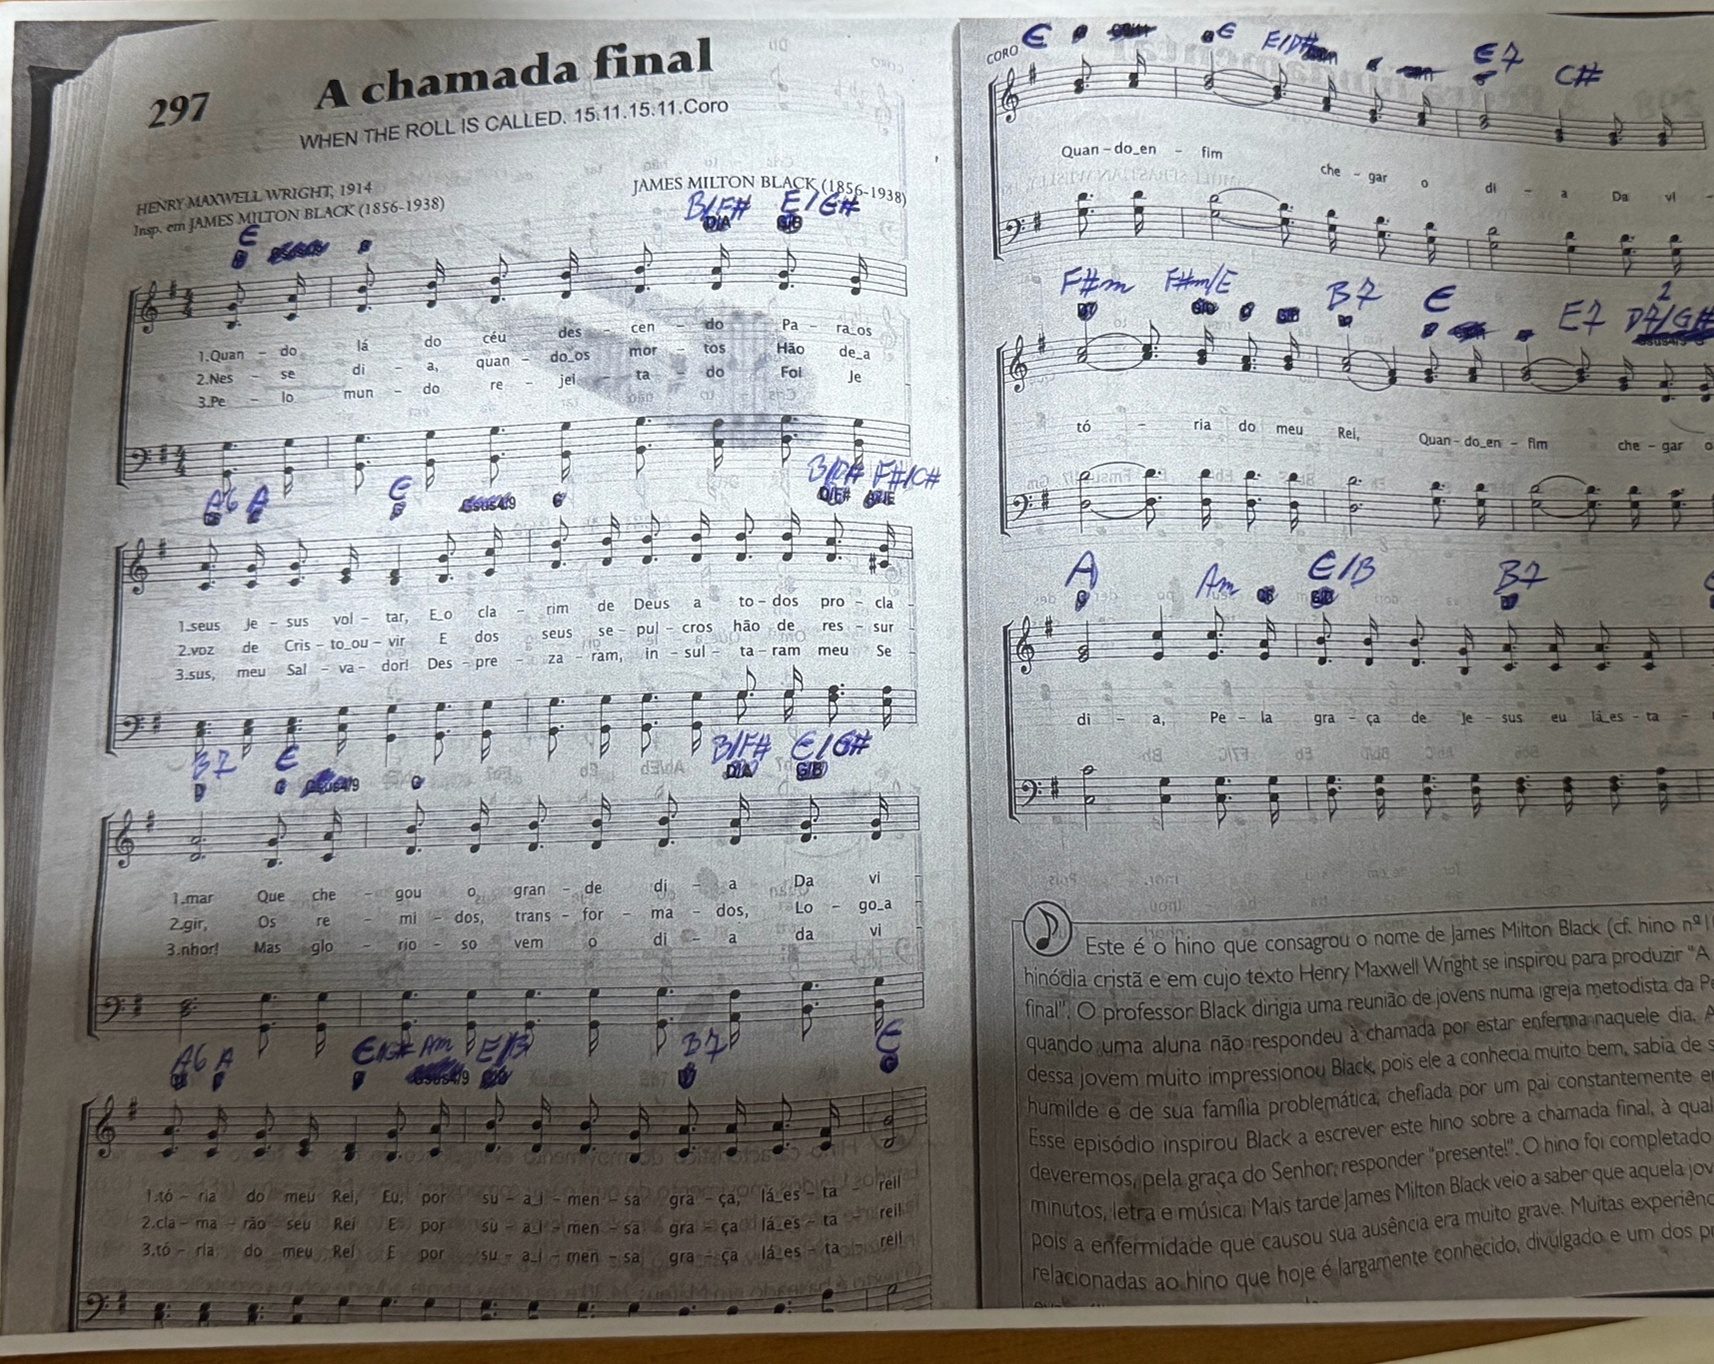 297
A chamada final
WHEN THE ROLL IS CALLED. 15.11.15.11.Coro
HENRY MAXWELL WRIGHT, 1914
Insp. em JAMES MILTON BLACK (1856-1938)
JAMES MILTON BLACK (1856-1938)
E B/F# E/G#
D/A G/B
1.Quan - do lá do céu des - cen - do Pa - ra_os
2.Nes - se di - a, quan - do_os mor - tos Hão de_a
3.Pe - lo mun - do re - jei - ta - do Foi Je
A6 A E B/D# F#/C#
Gsus4/9 G D/F# A7/E
1.seus Je - sus vol - tar, E_o cla - rim de Deus a to - dos pro - cla -
2.voz de Cris - to_ou - vir E dos seus se - pul - cros hão de res - sur -
3.sus, meu Sal - va - dor! Des - pre - za - ram, in - sul - ta - ram meu Se -
B7 E B/F# E/G#
D G Gsus4/9 G D/A G/B
1.mar Que che - gou o gran - de di - a Da vi
2.gir, Os re - mi - dos, trans - for - ma - dos, Lo - go_a
3.nhor! Mas glo - rio - so vem o di - a da vi
A6 A E/G# Am E/B B7 E
Gsus4/9 D7
1.tó - ria do meu Rei, Eu, por su - a_i - men - sa gra - ça, lá_es - ta - rei!
2.cla - ma - rão seu Rei E por su - a_i - men - sa gra - ça lá_es - ta - rei!
3.tó - ria do meu Rei E por su - a_i - men - sa gra - ça lá_es - ta - rei!
CORO E E E/D# E7 C#
Quan - do_en - fim che - gar o di - a Da vi -
F#m F#m/E B7 E E7 D7/G#
tó - ria do meu Rei, Quan - do_en - fim che - gar o
A Am E/B B7
di - a, Pe - la gra - ça de Je - sus eu lá_es - ta -
Este é o hino que consagrou o nome de James Milton Black (cf. hino nº
hinódia cristã e em cujo texto Henry Maxwell Wright se inspirou para produzir "A
final". O professor Black dirigia uma reunião de jovens numa igreja metodista da
quando uma aluna não respondeu à chamada por estar enferma naquele dia. A
dessa jovem muito impressionou Black, pois ele a conhecia muito bem, sabia de
humilde e de sua família problemática, chefiada por um pai constantemente
Esse episódio inspirou Black a escrever este hino sobre a chamada final, à qual
deveremos, pela graça do Senhor, responder "presente!". O hino foi completado
minutos, letra e música. Mais tarde James Milton Black veio a saber que aquela
pois a enfermidade que causou sua ausência era muito grave. Muitas
relacionadas ao hino que hoje é largamente conhecido, divulgado e um dos